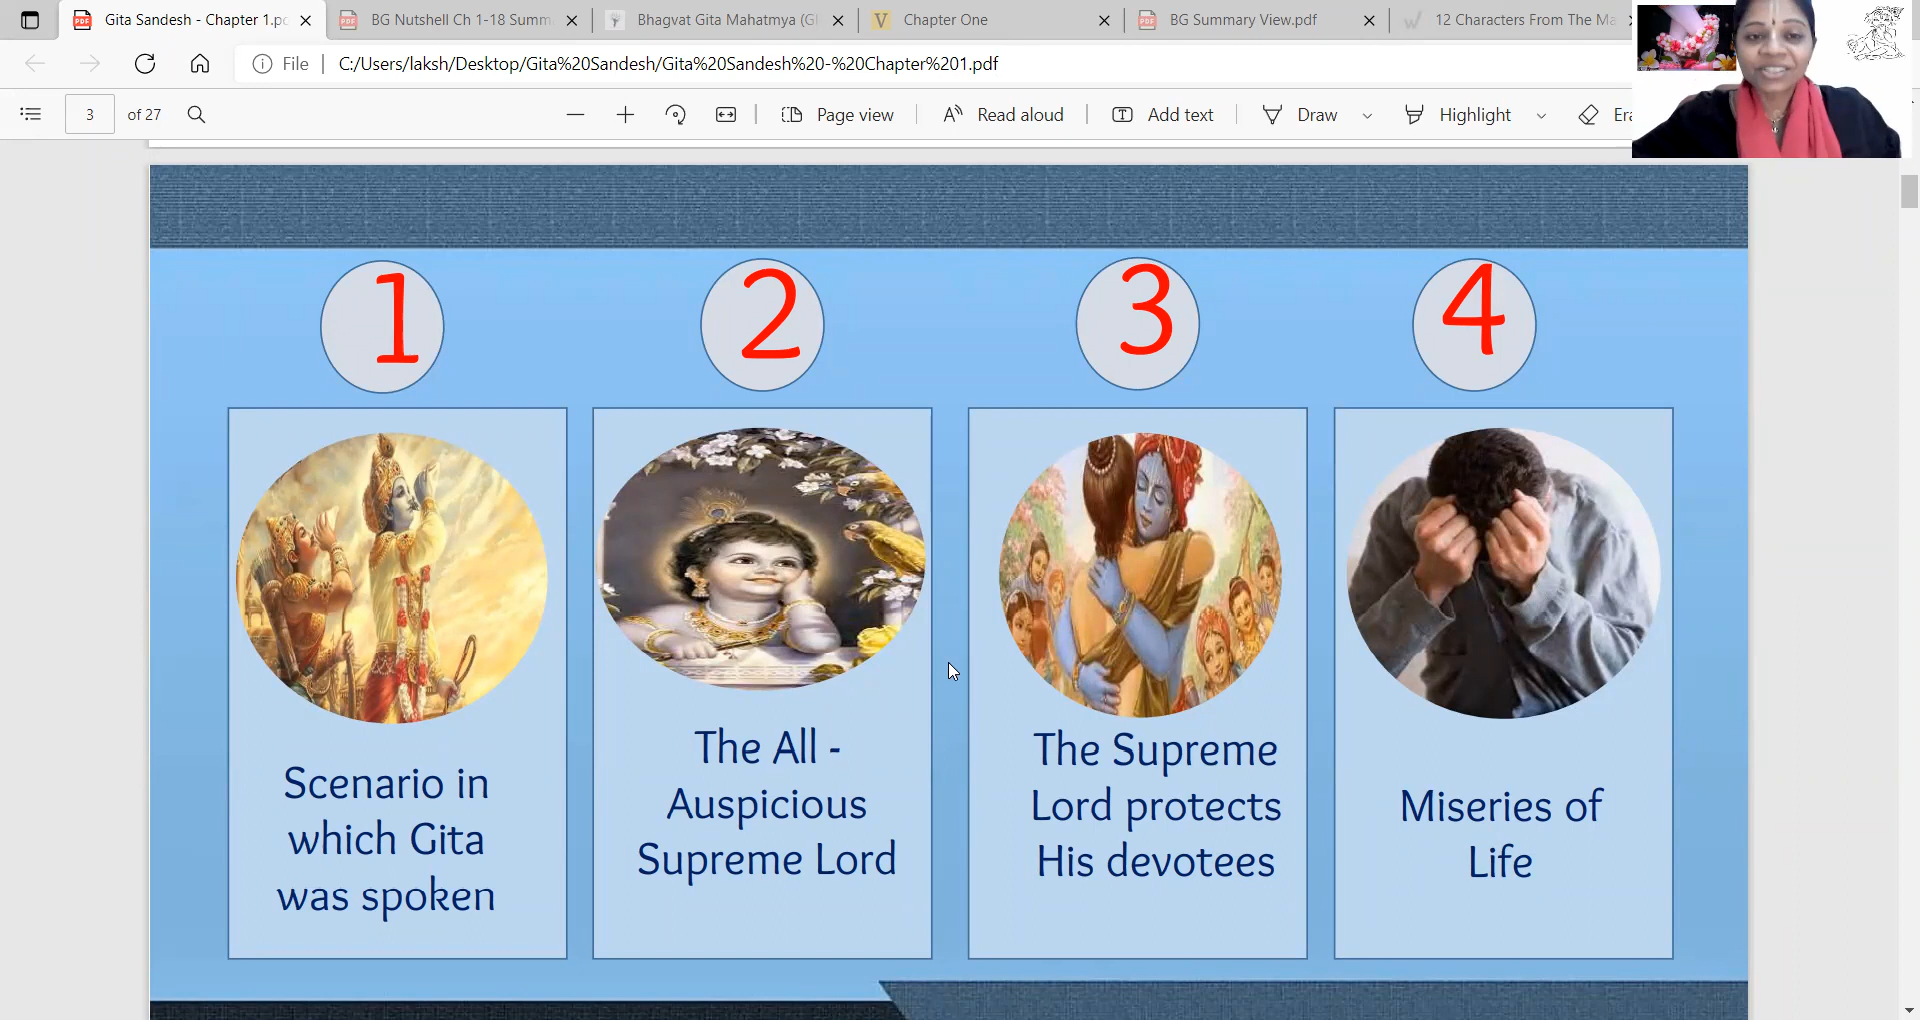 Gita Sandesh - Chapter 1.pd
BG Nutshell Ch 1-18 Summ
Bhagvat Gita Mahatmya (Gl
Chapter One
BG Summary View.pdf
12 Characters From The Ma
File
C:/Users/laksh/Desktop/Gita%20Sandesh/Gita%20Sandesh%20-%20Chapter%201.pdf
3 of 27
Page view
Read aloud
Add text
Draw
Highlight
Era
1
2
3
4
Scenario in
which Gita
was spoken
The All -
Auspicious
Supreme Lord
The Supreme
Lord protects
His devotees
Miseries of
Life